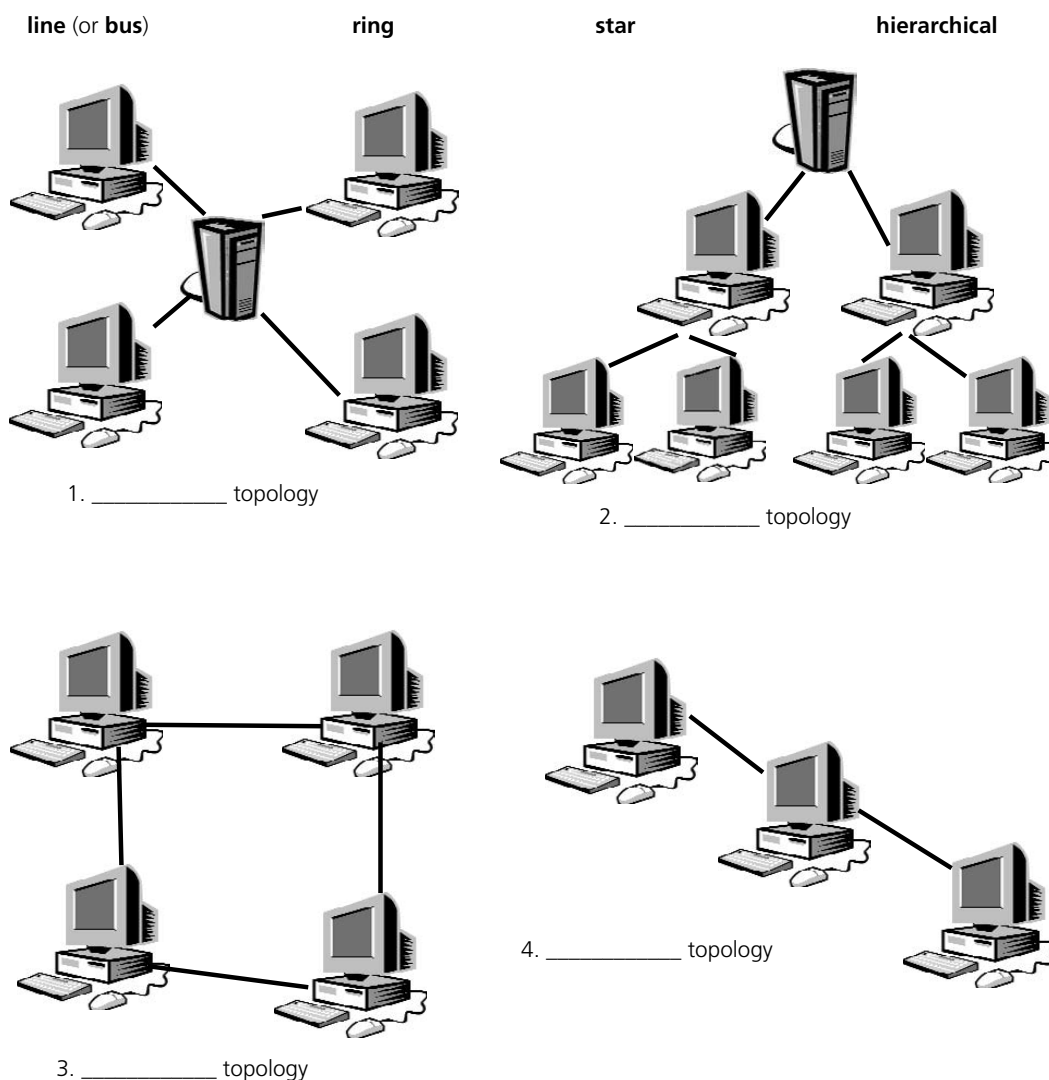 line (or bus) ring star hierarchical
1. ____________ topology
2. ____________ topology
3. ____________ topology
4. ____________ topology